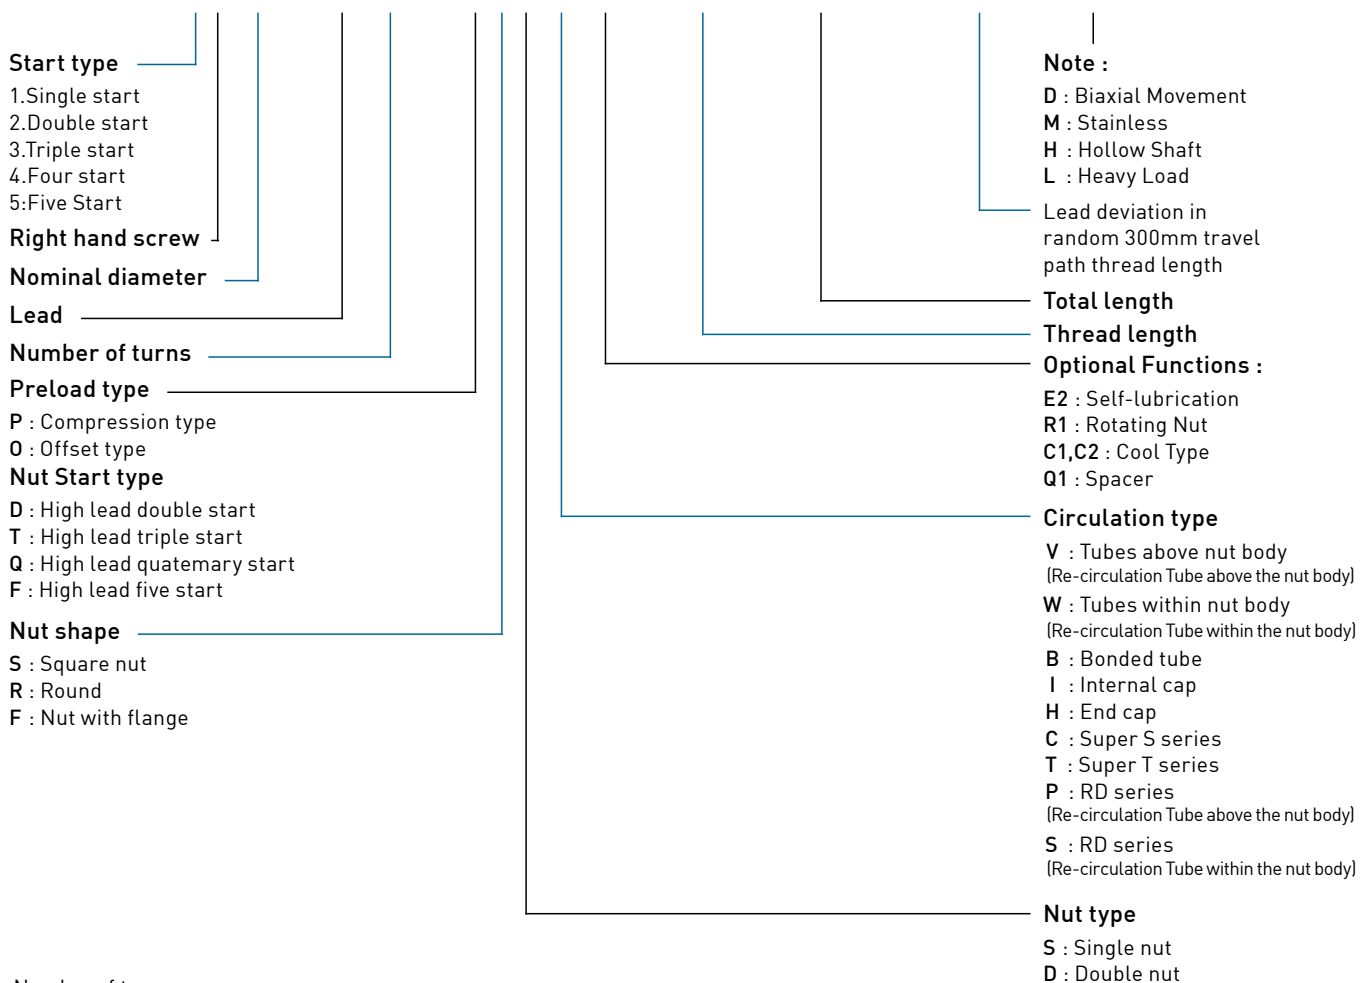 Start type
1.Single start
2.Double start
3.Triple start
4.Four start
5:Five Start
Right hand screw
Nominal diameter
Lead
Number of turns
Preload type
P : Compression type
O : Offset type
Nut Start type
D : High lead double start
T : High lead triple start
Q : High lead quatemary start
F : High lead five start
Nut shape
S : Square nut
R : Round
F : Nut with flange
Note :
D : Biaxial Movement
M : Stainless
H : Hollow Shaft
L : Heavy Load
Lead deviation in
random 300mm travel
path thread length
Total length
Thread length
Optional Functions :
E2 : Self-lubrication
R1 : Rotating Nut
C1,C2 : Cool Type
Q1 : Spacer
Circulation type
V : Tubes above nut body
(Re-circulation Tube above the nut body)
W : Tubes within nut body
(Re-circulation Tube within the nut body)
B : Bonded tube
I : Internal cap
H : End cap
C : Super S series
T : Super T series
P : RD series
(Re-circulation Tube above the nut body)
S : RD series
(Re-circulation Tube within the nut body)
Nut type
S : Single nut
D : Double nut